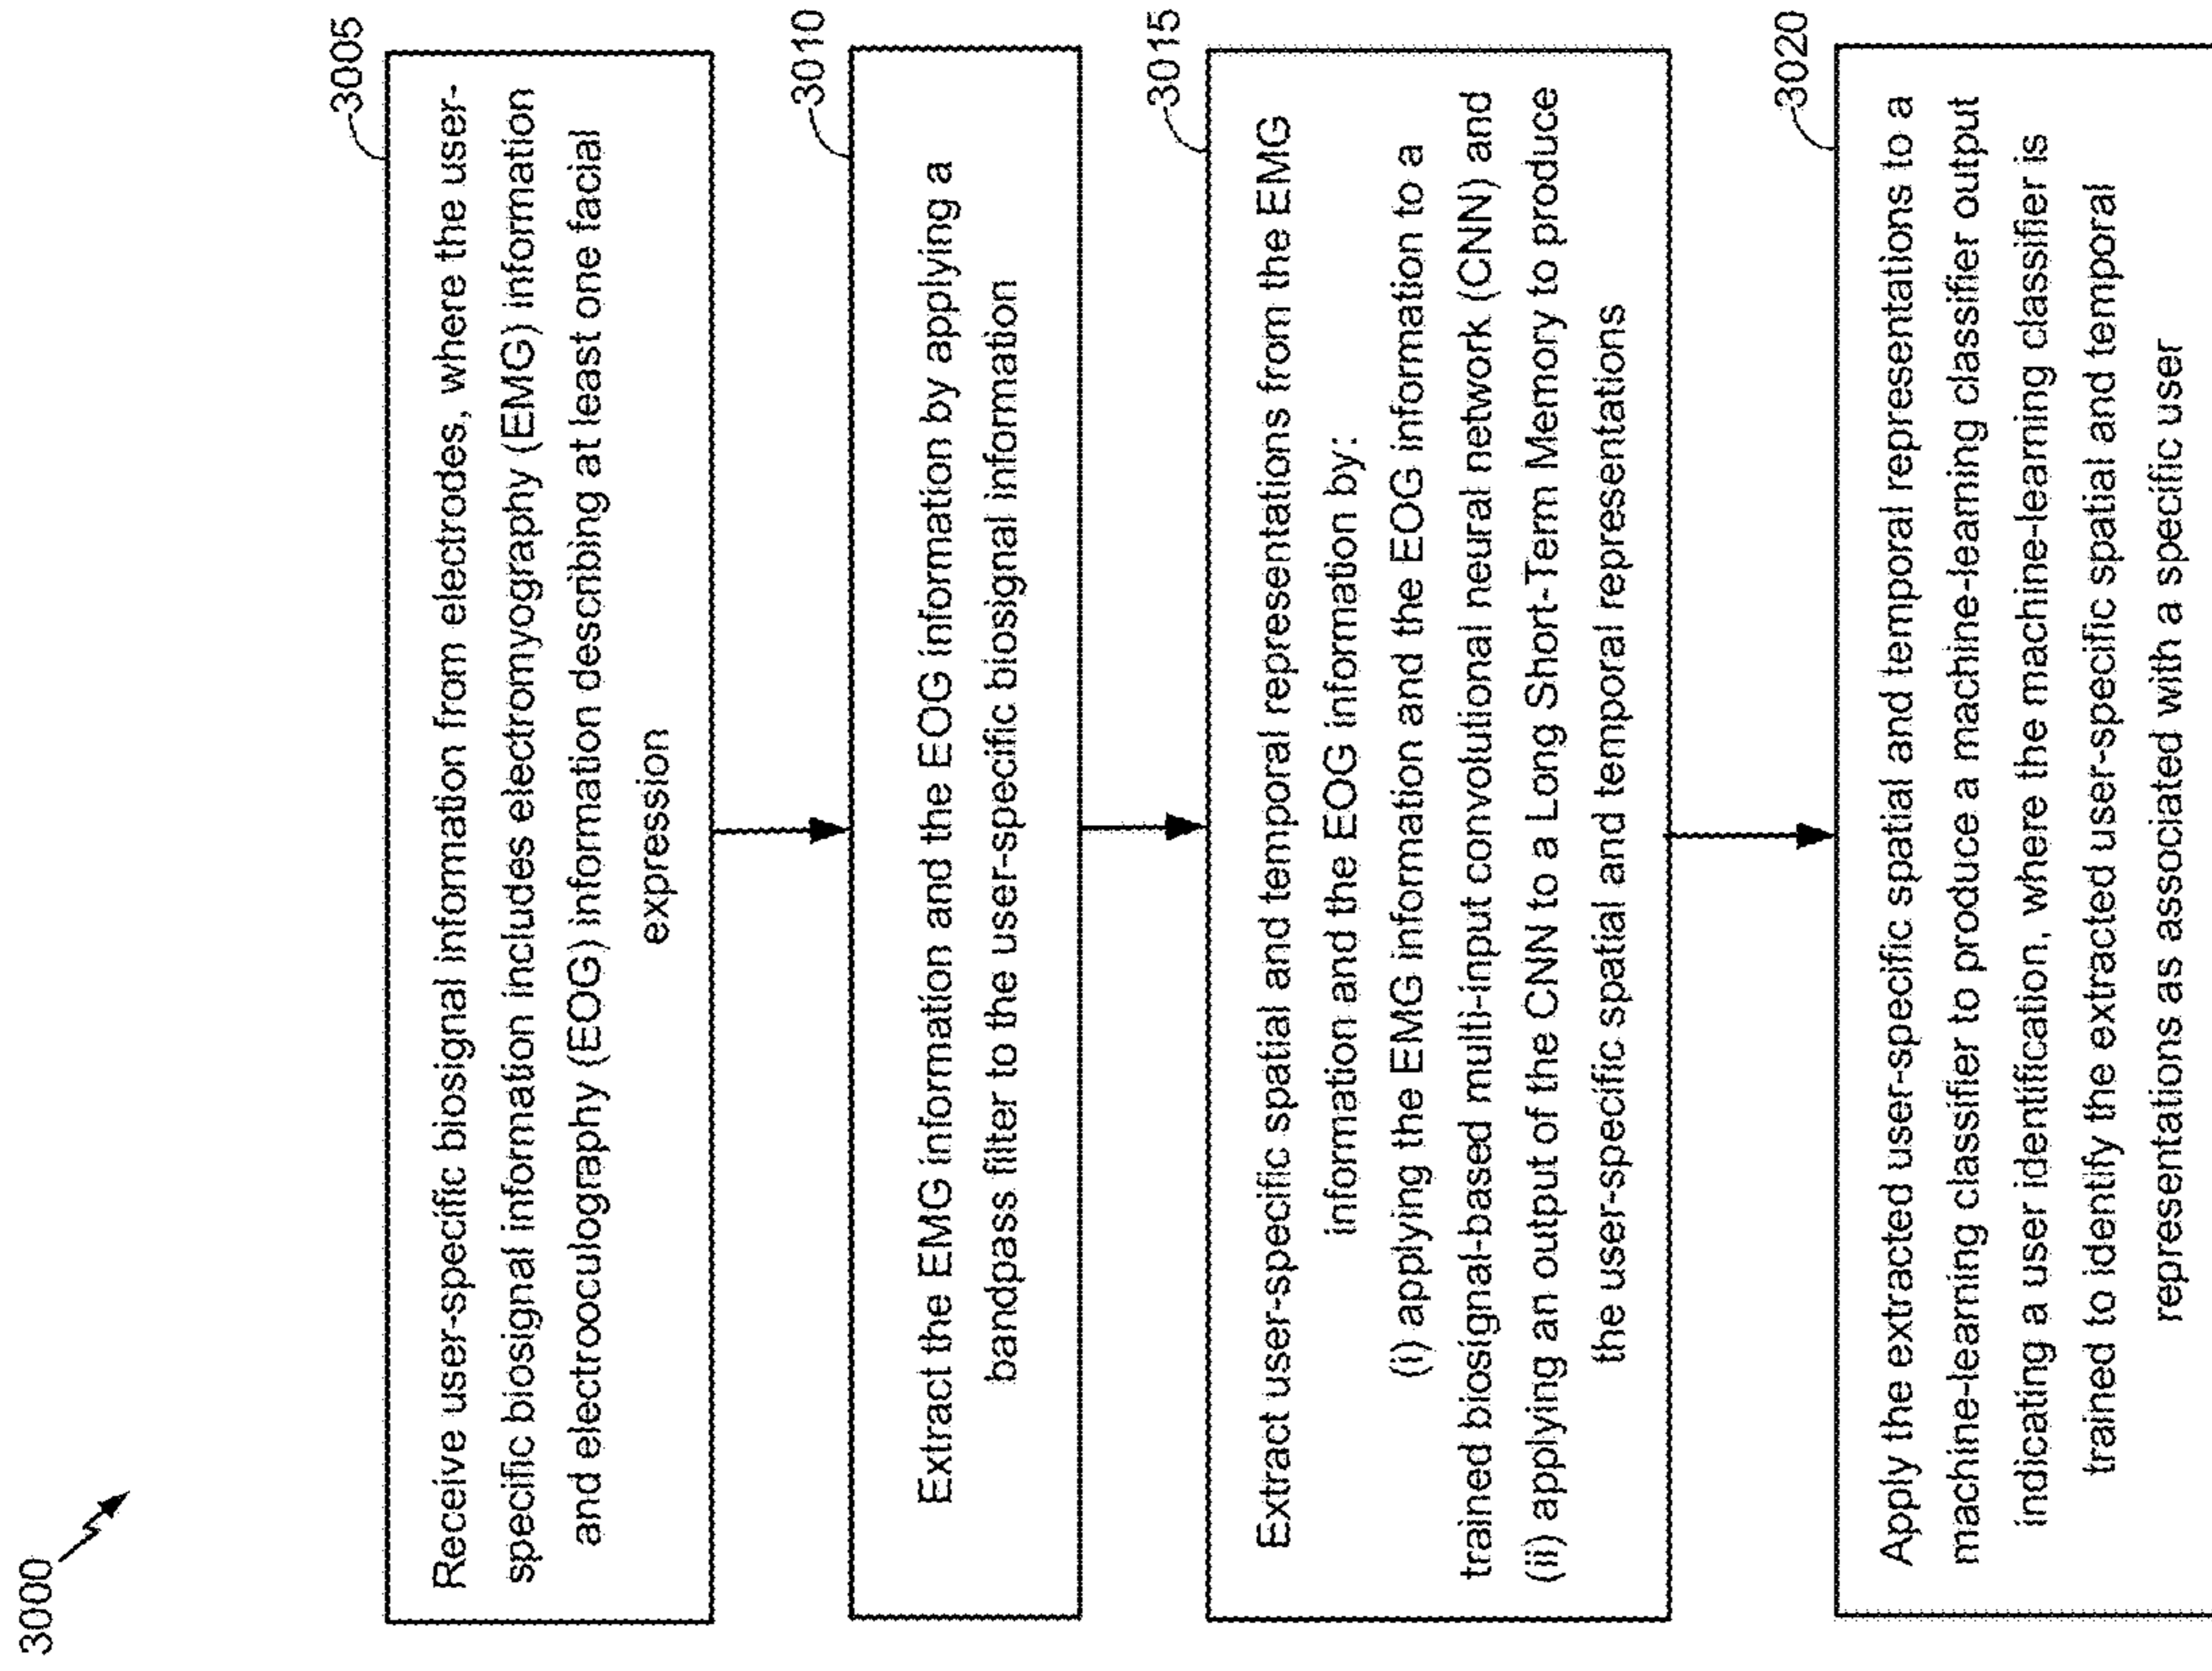 3000
3005
Receive user-specific biosignal information from electrodes, where the user-
specific biosignal information includes electromyography (EMG) information
and electrooculography (EOG) information describing at least one facial
expression
3010
Extract the EMG information and the EOG information by applying a
bandpass filter to the user-specific biosignal information
3015
Extract user-specific spatial and temporal representations from the EMG
information and the EOG information by:
(i) applying the EMG information and the EOG information to a
trained biosignal-based multi-input convolutional neural network (CNN) and
(ii) applying an output of the CNN to a Long Short-Term Memory to produce
the user-specific spatial and temporal representations
3020
Apply the extracted user-specific spatial and temporal representations to a
machine-learning classifier to produce a machine-learning classifier output
indicating a user identification, where the machine-learning classifier is
trained to identify the extracted user-specific spatial and temporal
representations as associated with a specific user